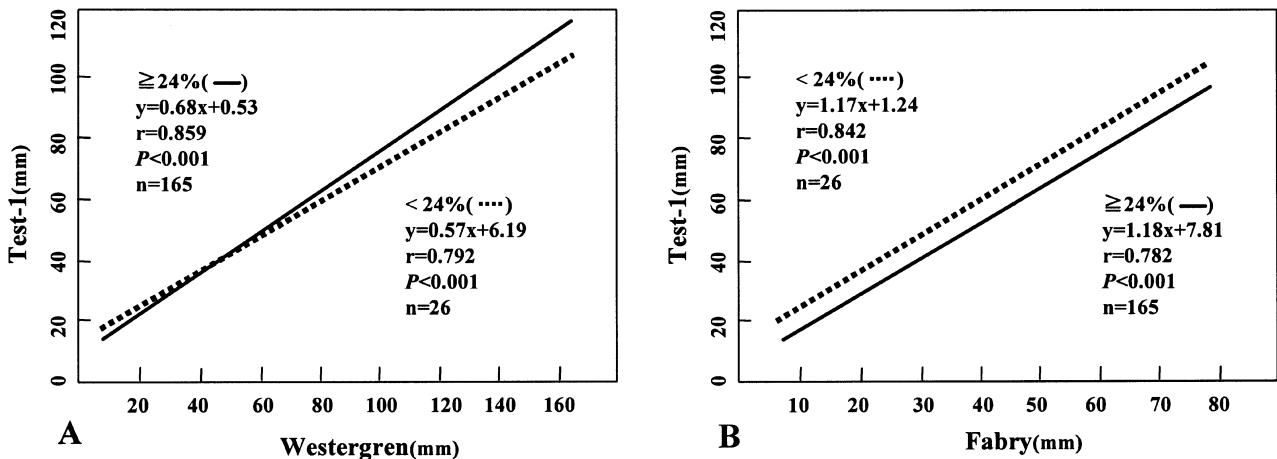 120
100
80
60
40
20
0
Test-1(mm)
≧24%( — )
y=0.68x+0.53
r=0.859
P<0.001
n=165
< 24%( ┅ )
y=0.57x+6.19
r=0.792
P<0.001
n=26
20 40 60 80 100 120 140 160
A
Westergren(mm)
120
100
80
60
40
20
0
Test-1(mm)
< 24%( ┅ )
y=1.17x+1.24
r=0.842
P<0.001
n=26
≧24%( — )
y=1.18x+7.81
r=0.782
P<0.001
n=165
10 20 30 40 50 60 70 80
B
Fabry(mm)